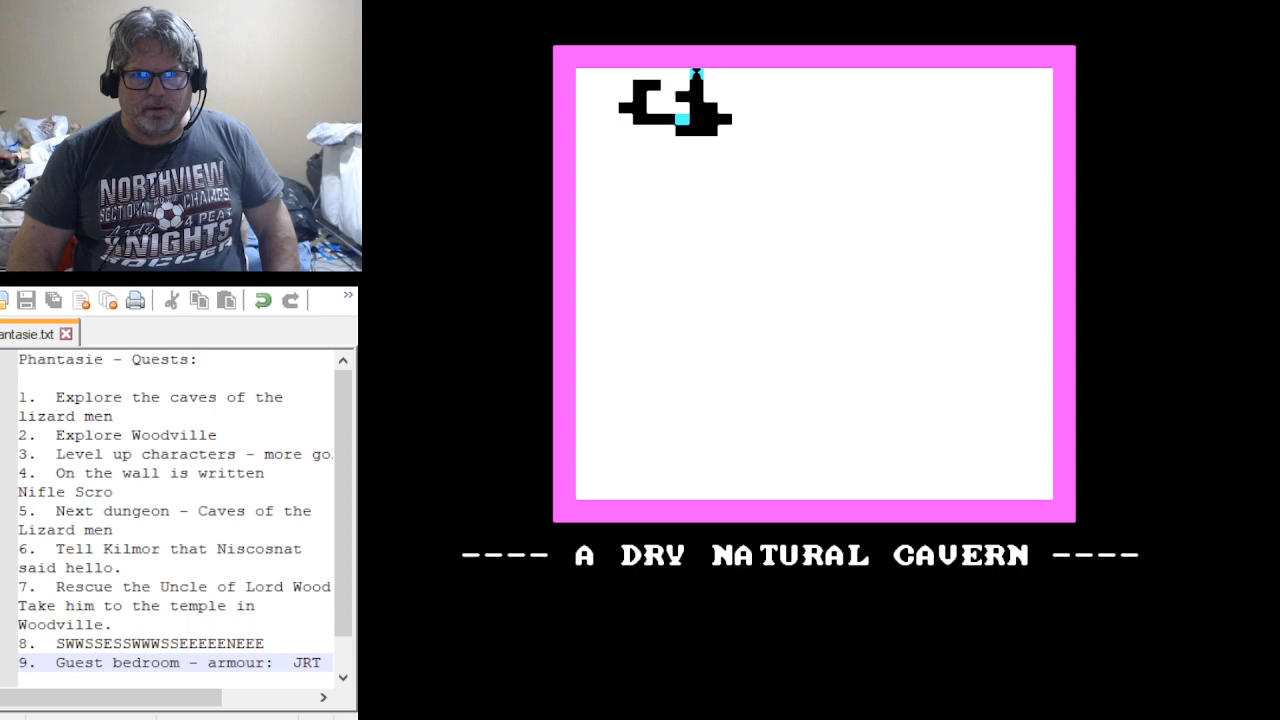 NORTHVIEW
SECTIONAL CHAMPS
4 PEAT
KNIGHTS
SOCCER
antasie.txt
Phantasie - Quests:
1. Explore the caves of the
lizard men
2. Explore Woodville
3. Level up characters - more go
4. On the wall is written
Nifle Scro
5. Next dungeon - Caves of the
Lizard men
6. Tell Kilmor that Niscosnat
said hello.
7. Rescue the Uncle of Lord Wood
Take him to the temple in
Woodville.
8. SWWSSESSWWWSSEEEEENEEE
9. Guest bedroom - armour: JRT
---- A DRY NATURAL CAVERN ----